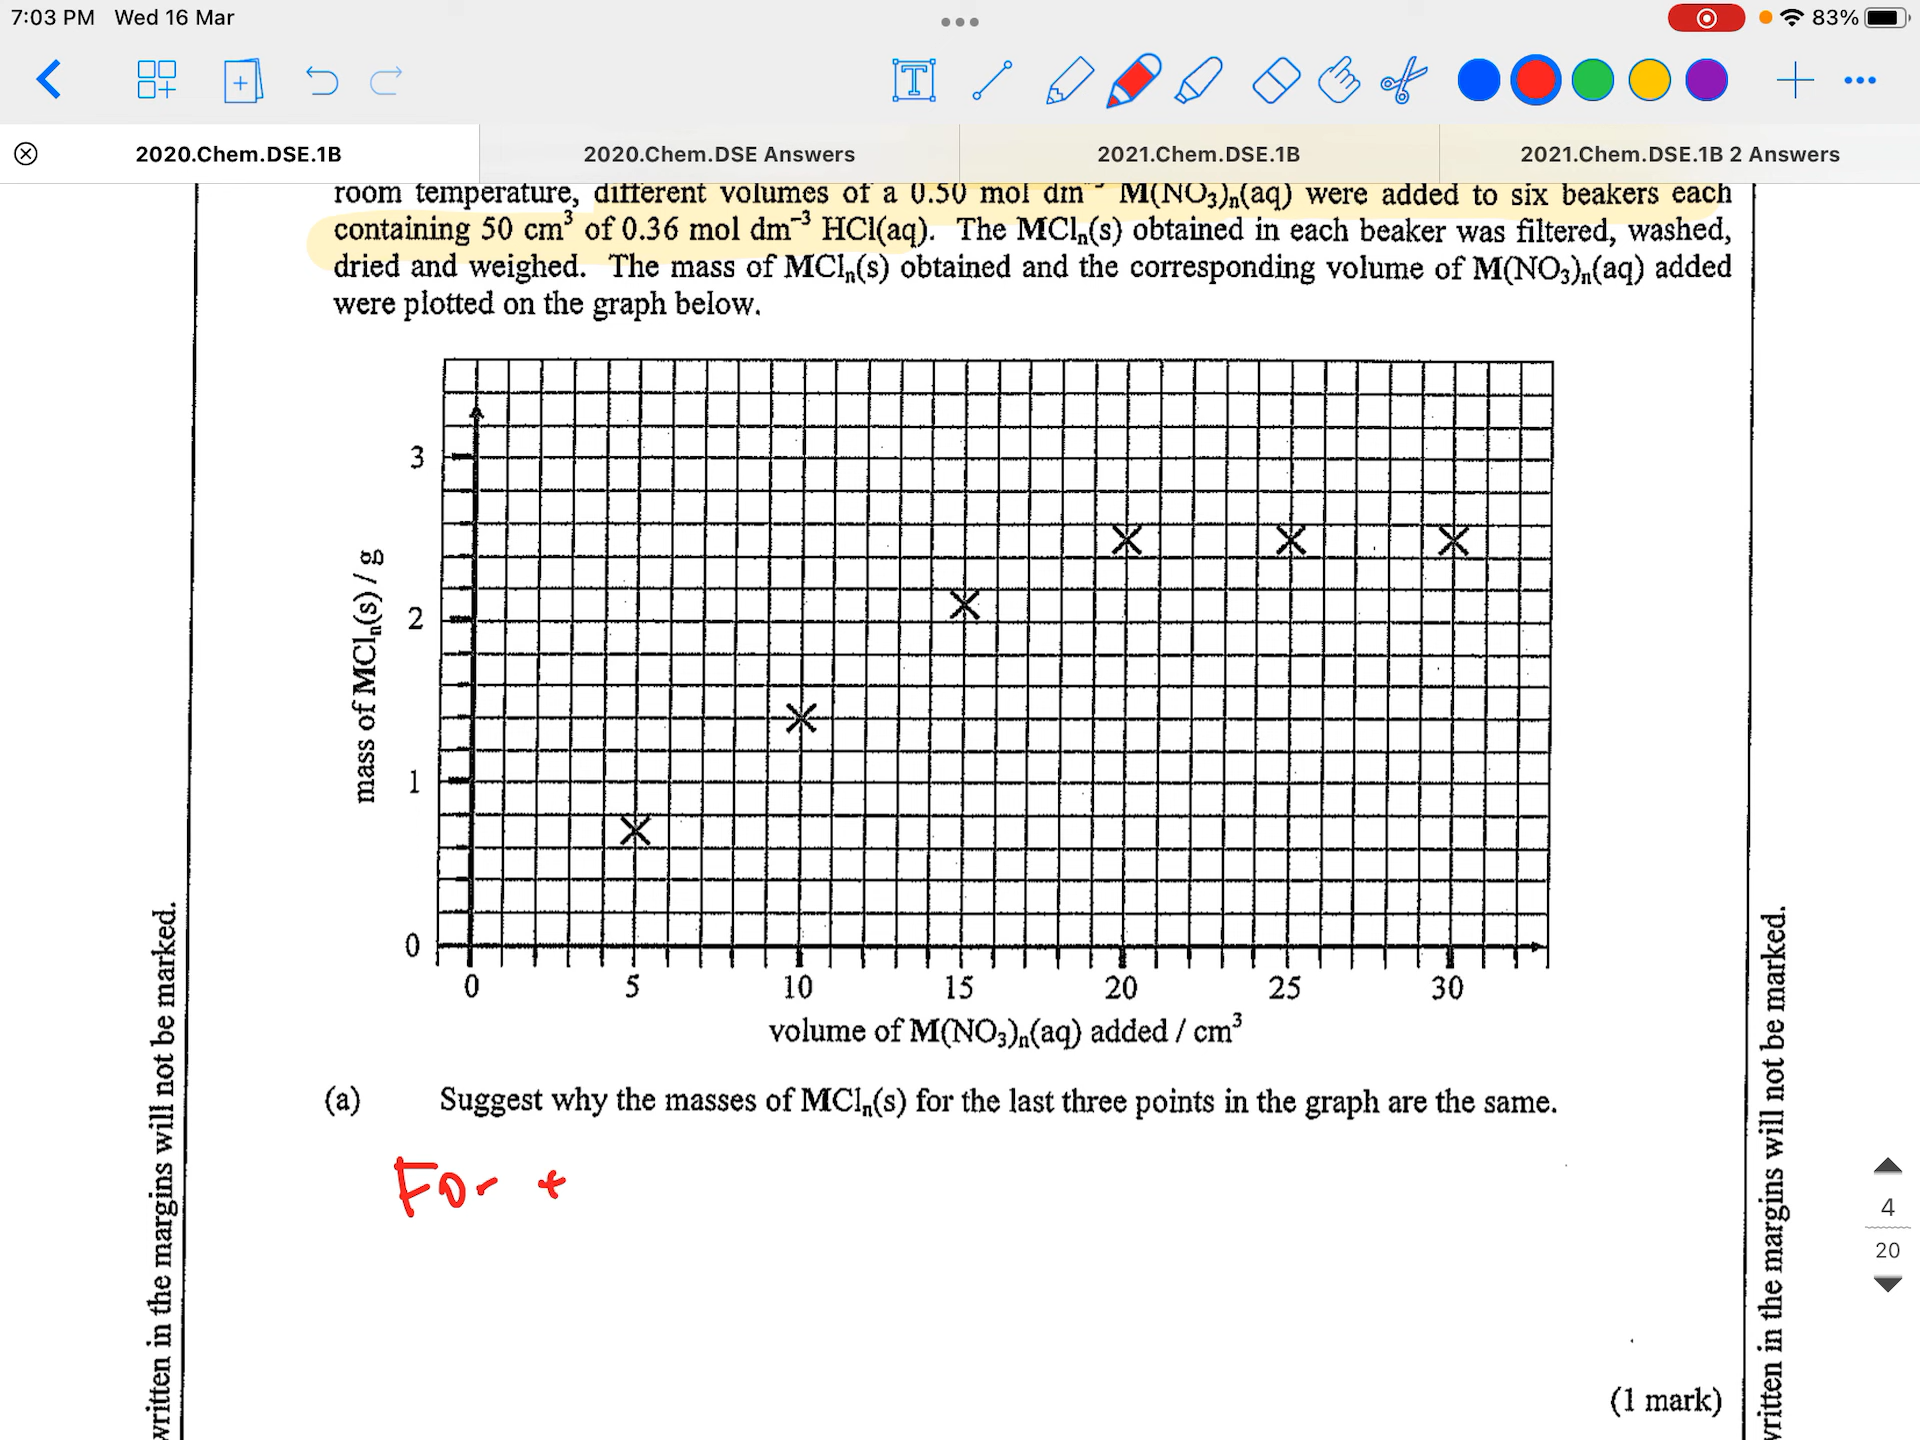 7:03 PM Wed 16 Mar
83%
2020.Chem.DSE.1B
2020.Chem.DSE Answers
2021.Chem.DSE.1B
2021.Chem.DSE.1B 2 Answers
room temperature, different volumes of a 0.50 mol dm⁻³ M(NO₃)ₙ(aq) were added to six beakers each
containing 50 cm³ of 0.36 mol dm⁻³ HCl(aq). The MClₙ(s) obtained in each beaker was filtered, washed,
dried and weighed. The mass of MClₙ(s) obtained and the corresponding volume of M(NO₃)ₙ(aq) added
were plotted on the graph below.
mass of MClₙ(s) / g
3
2
1
0
0 5 10 15 20 25 30
volume of M(NO₃)ₙ(aq) added / cm³
(a) Suggest why the masses of MClₙ(s) for the last three points in the graph are the same.
For t
(1 mark)
written in the margins will not be marked.
written in the margins will not be marked.
4
20